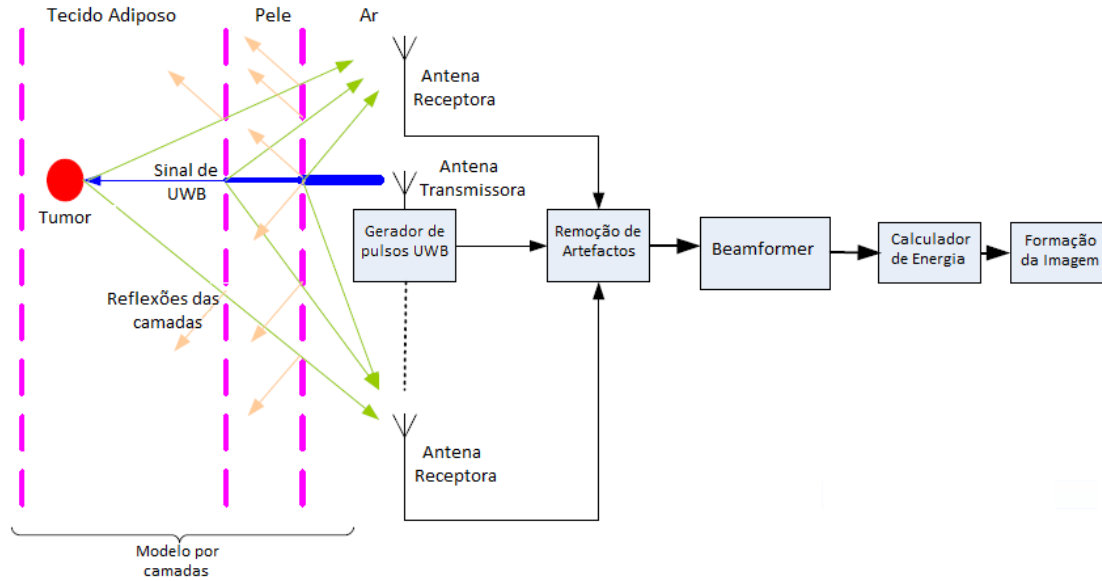 Tecido Adiposo
Pele
Ar
Antena
Receptora
Sinal de
UWB
Tumor
Antena
Transmissora
Gerador de
pulsos UWB
Remoção de
Artefactos
Beamformer
Calculador
de Energia
Formação
da Imagem
Reflexões das
camadas
Antena
Receptora
Modelo por
camadas